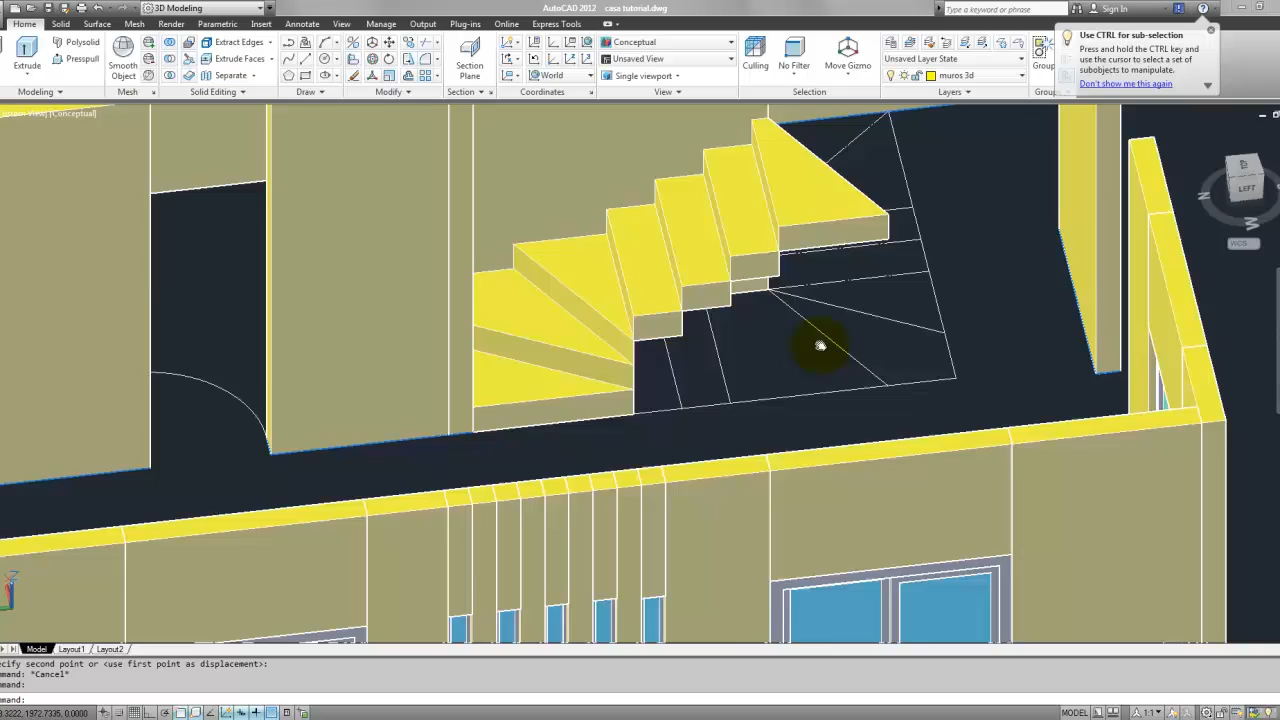 AutoCAD 2012 casa tutorial.dwg
3D Modeling
Type a keyword or phrase
Sign In
Home Solid Surface Mesh Render Parametric Insert Annotate View Manage Output Plug-ins Online Express Tools
Extrude
Polysolid
Presspull
Smooth
Object
Extract Edges
Extrude Faces
Separate
Section
Plane
World
Conceptual
Unsaved View
Single viewport
Culling
No Filter
Move Gizmo
Unsaved Layer State
muros 3d
Group
Modeling
Mesh
Solid Editing
Draw
Modify
Section
Coordinates
View
Selection
Layers
Use CTRL for sub-selection
Press and hold the CTRL key and
use the cursor to select a set of
subobjects to manipulate.
Don't show me this again
[Conceptual]
LEFT
N
W
WCS
Model Layout1 Layout2
ecify second point or <use first point as displacement>:
ommand: *Cancel*
ommand:
ommand:
3.3222, 1972.7335, 0.0000
MODEL
1:1